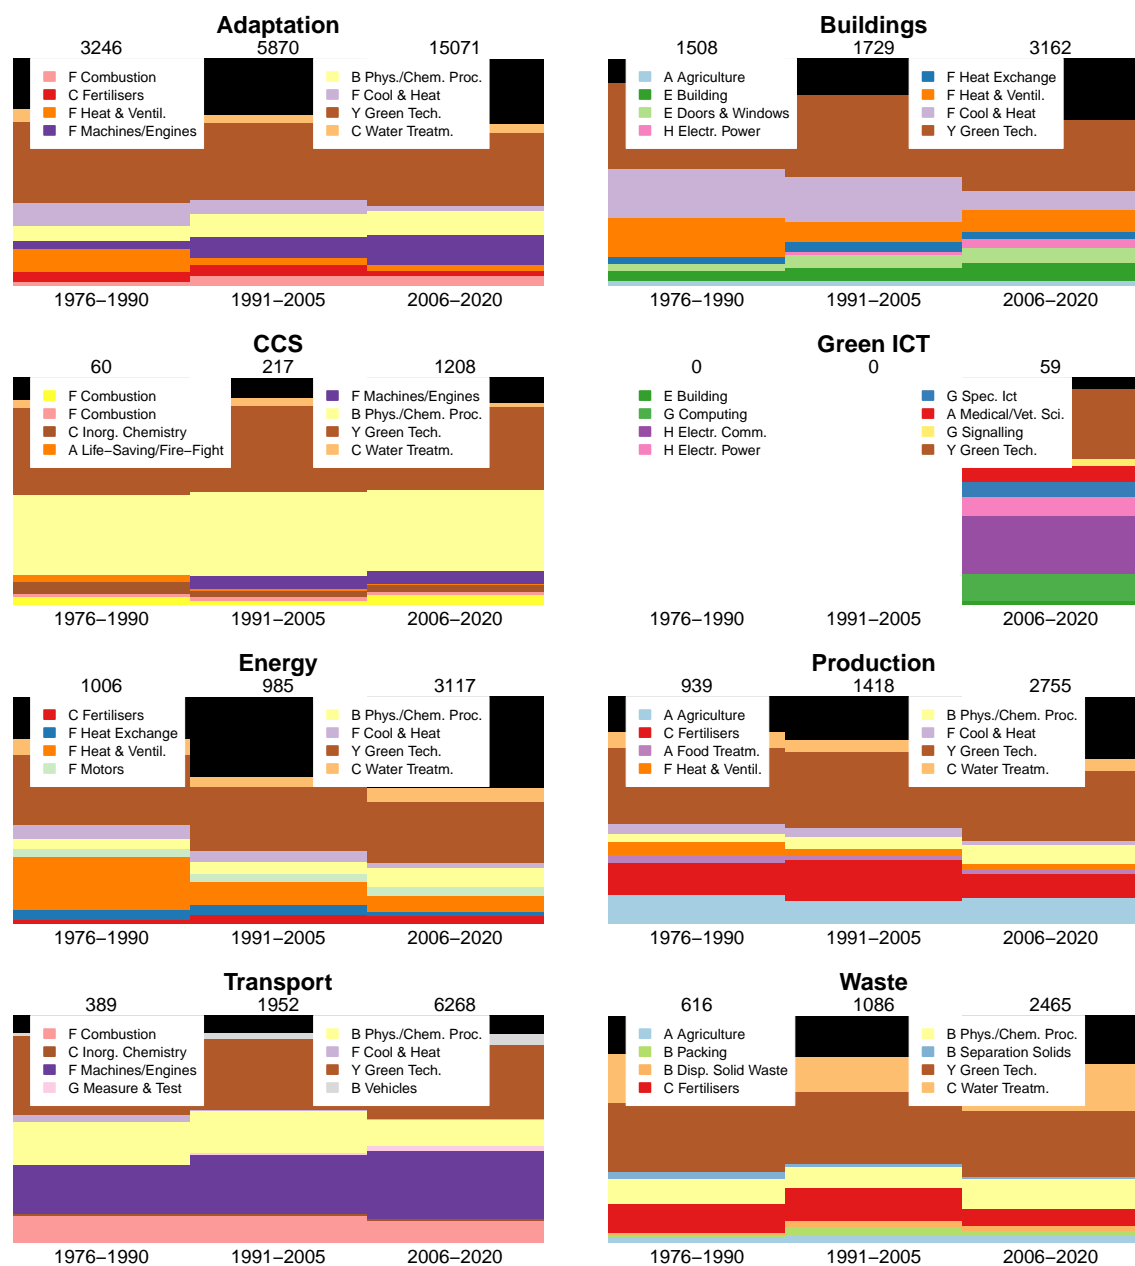 Adaptation
3246 5870 15071
F Combustion B Phys./Chem. Proc.
C Fertilisers F Cool & Heat
F Heat & Ventil. Y Green Tech.
F Machines/Engines C Water Treatm.
1976−1990 1991−2005 2006−2020
Buildings
1508 1729 3162
A Agriculture F Heat Exchange
E Building F Heat & Ventil.
E Doors & Windows F Cool & Heat
H Electr. Power Y Green Tech.
1976−1990 1991−2005 2006−2020
CCS
60 217 1208
F Combustion F Machines/Engines
F Combustion B Phys./Chem. Proc.
C Inorg. Chemistry Y Green Tech.
A Life−Saving/Fire−Fight C Water Treatm.
1976−1990 1991−2005 2006−2020
Green ICT
0 0 59
E Building G Spec. Ict
G Computing A Medical/Vet. Sci.
H Electr. Comm. G Signalling
H Electr. Power Y Green Tech.
1976−1990 1991−2005 2006−2020
Energy
1006 985 3117
C Fertilisers B Phys./Chem. Proc.
F Heat Exchange F Cool & Heat
F Heat & Ventil. Y Green Tech.
F Motors C Water Treatm.
1976−1990 1991−2005 2006−2020
Production
939 1418 2755
A Agriculture B Phys./Chem. Proc.
C Fertilisers F Cool & Heat
A Food Treatm. Y Green Tech.
F Heat & Ventil. C Water Treatm.
1976−1990 1991−2005 2006−2020
Transport
389 1952 6268
F Combustion B Phys./Chem. Proc.
C Inorg. Chemistry F Cool & Heat
F Machines/Engines Y Green Tech.
G Measure & Test B Vehicles
1976−1990 1991−2005 2006−2020
Waste
616 1086 2465
A Agriculture B Phys./Chem. Proc.
B Packing B Separation Solids
B Disp. Solid Waste Y Green Tech.
C Fertilisers C Water Treatm.
1976−1990 1991−2005 2006−2020